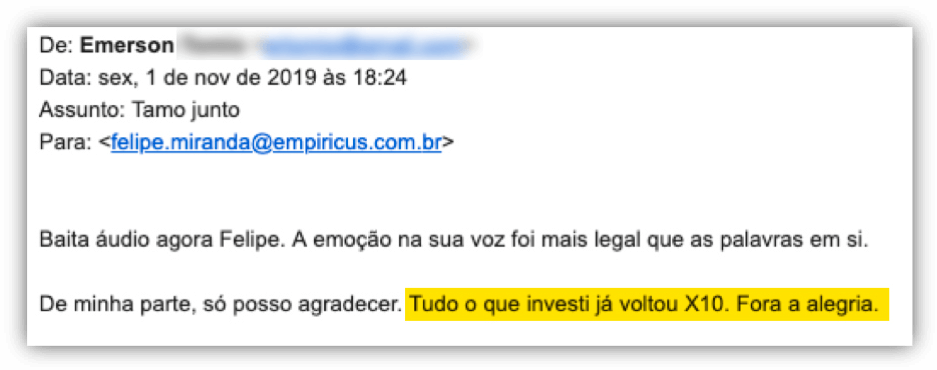 De: Emerson
Data: sex, 1 de nov de 2019 às 18:24
Assunto: Tamo junto
Para: <felipe.miranda@empiricus.com.br>
Baita áudio agora Felipe. A emoção na sua voz foi mais legal que as palavras em si.
De minha parte, só posso agradecer. Tudo o que investi já voltou X10. Fora a alegria.